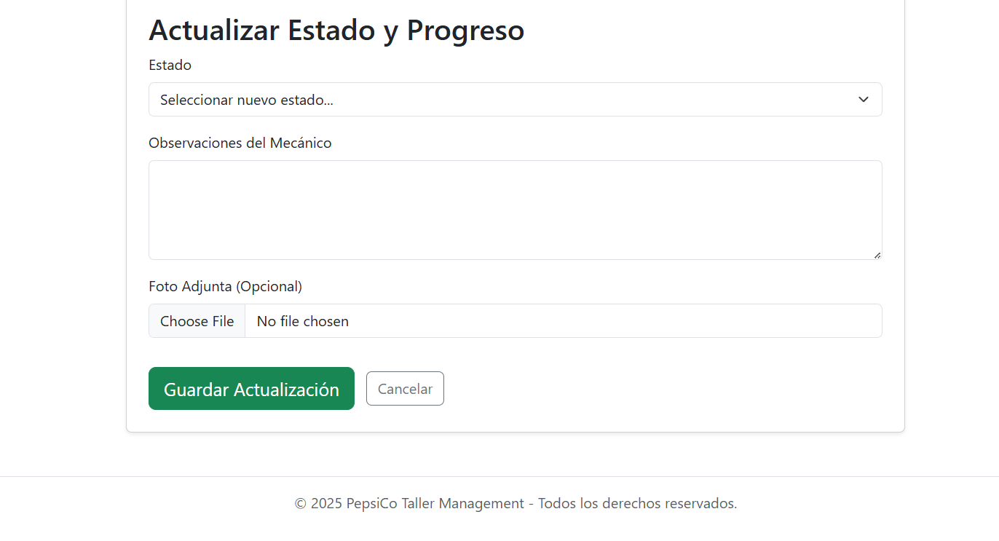 Actualizar Estado y Progreso
Estado
Seleccionar nuevo estado...
Observaciones del Mecánico
Foto Adjunta (Opcional)
Choose File No file chosen
Guardar Actualización Cancelar
© 2025 PepsiCo Taller Management - Todos los derechos reservados.